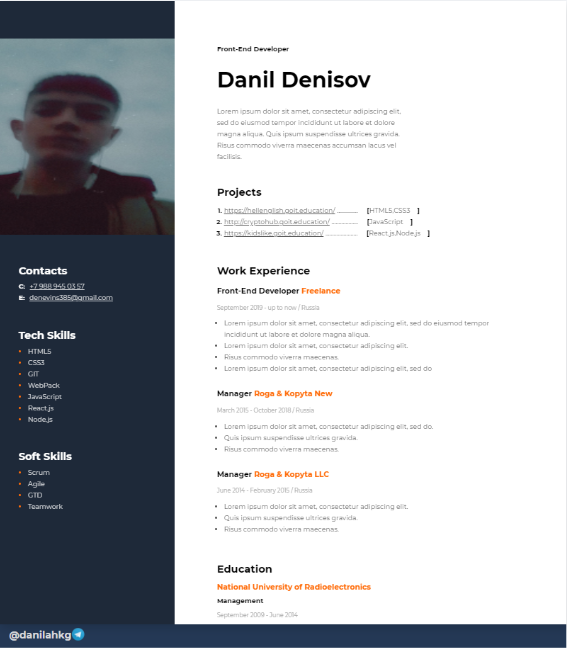 Contacts
C: +7 988 945 03 57
E: denevins385@gmail.com
Tech Skills
HTML5
CSS3
GIT
WebPack
JavaScript
React.js
Node.js
Soft Skills
Scrum
Agile
GTD
Teamwork
Front-End Developer
Danil Denisov
Lorem ipsum dolor sit amet, consectetur adipiscing elit,
sed do eiusmod tempor incididunt ut labore et dolore
magna aliqua. Quis ipsum suspendisse ultrices gravida.
Risus commodo viverra maecenas accumsan lacus vel
facilisis.
Projects
1. https://hellenglish.goit.education/ [HTML5,CSS3 ]
2. http://cryptohub.goit.education/ [JavaScript ]
3. https://kidslike.goit.education/ [React.js,Node.js ]
Work Experience
Front-End Developer Freelance
September 2019 - up to now / Russia
Lorem ipsum dolor sit amet, consectetur adipiscing elit, sed do eiusmod tempor
incididunt ut labore et dolore magna aliqua.
Lorem ipsum dolor sit amet, consectetur adipiscing elit.
Risus commodo viverra maecenas.
Lorem ipsum dolor sit amet, consectetur adipiscing elit, sed do
Manager Roga & Kopyta New
March 2015 - October 2018 / Russia
Lorem ipsum dolor sit amet, consectetur adipiscing elit, sed do.
Quis ipsum suspendisse ultrices gravida.
Risus commodo viverra maecenas.
Manager Roga & Kopyta LLC
June 2014 - February 2015 / Russia
Lorem ipsum dolor sit amet, consectetur adipiscing elit.
Quis ipsum suspendisse ultrices gravida.
Risus commodo viverra maecenas.
Education
National University of Radioelectronics
Management
September 2009 - June 2014
@danilahkg